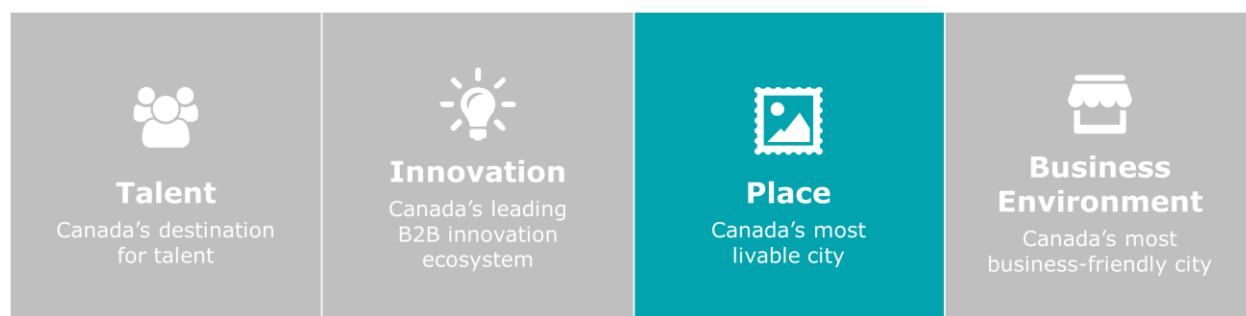 Talent
Canada’s destination
for talent
Innovation
Canada’s leading
B2B innovation
ecosystem
Place
Canada’s most
livable city
Business
Environment
Canada’s most
business-friendly city